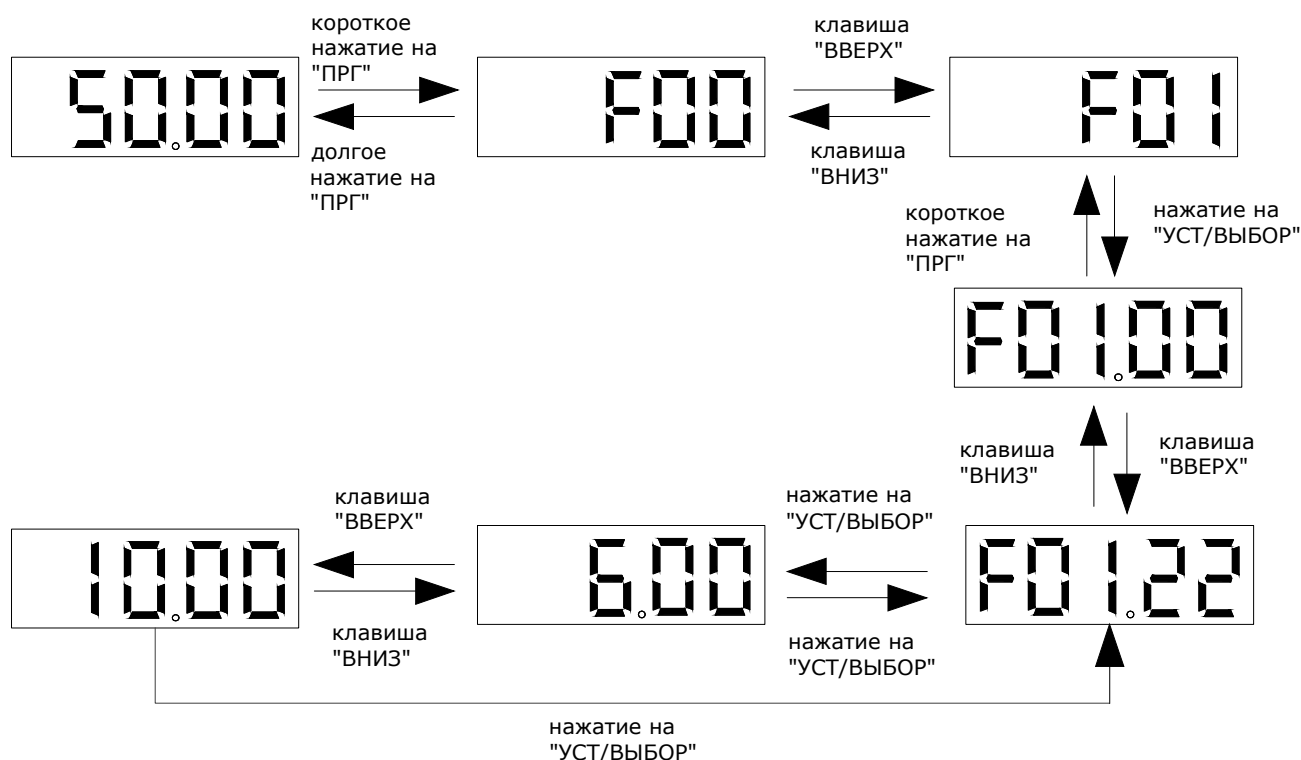 короткое
нажатие на
"ПРГ"
клавиша
"ВВЕРХ"
50.00
F00
F01
долгое
нажатие на
"ПРГ"
клавиша
"ВНИЗ"
короткое
нажатие на
"ПРГ"
нажатие на
"УСТ/ВЫБОР"
F01.00
клавиша
"ВНИЗ"
клавиша
"ВВЕРХ"
клавиша
"ВВЕРХ"
нажатие на
"УСТ/ВЫБОР"
10.00
6.00
F01.22
клавиша
"ВНИЗ"
нажатие на
"УСТ/ВЫБОР"
нажатие на
"УСТ/ВЫБОР"